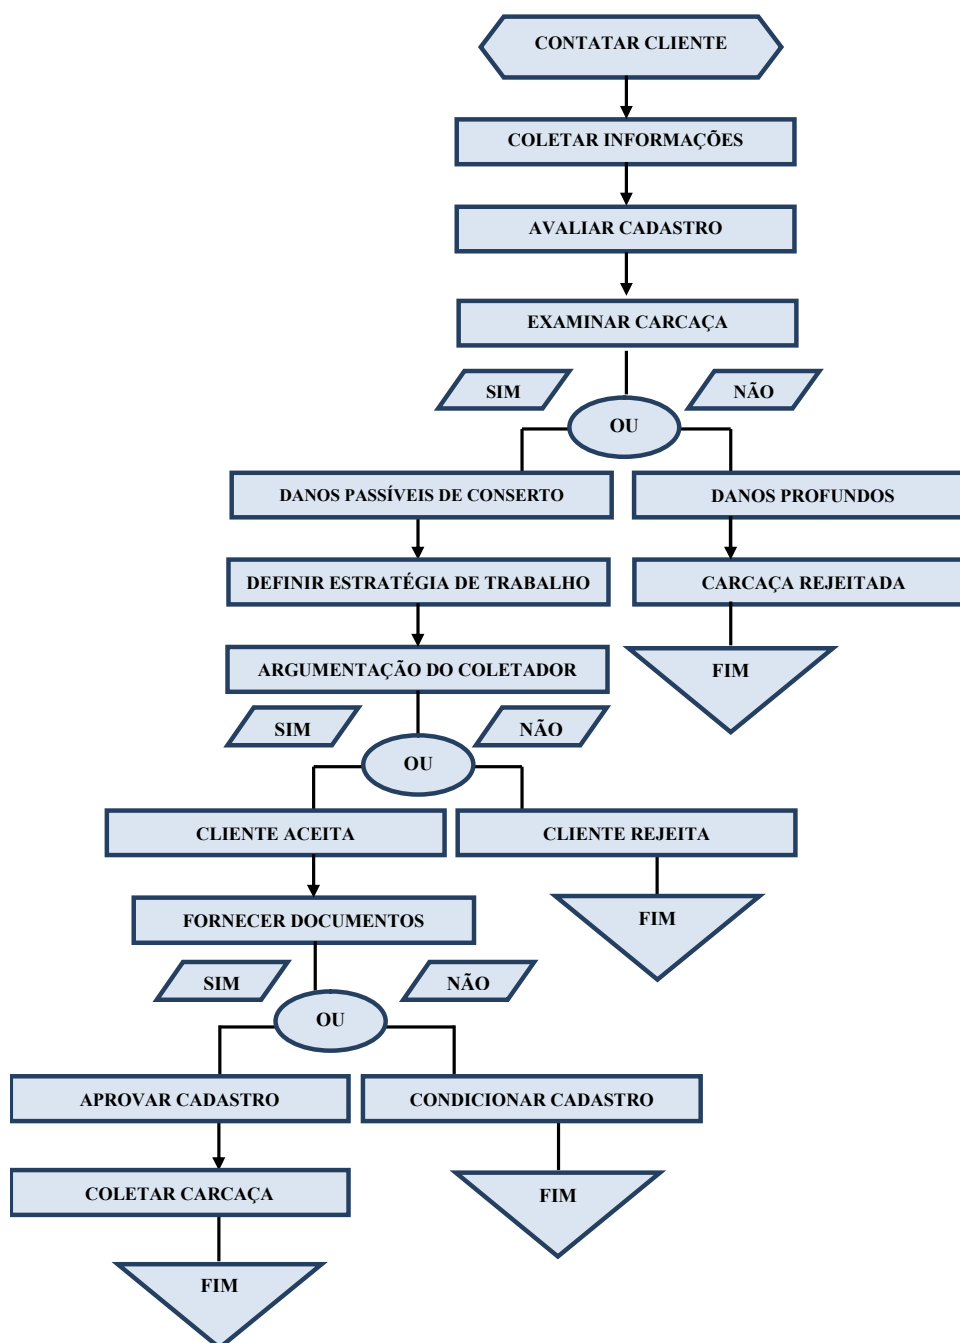 CONTATAR CLIENTE
COLETAR INFORMAÇÕES
AVALIAR CADASTRO
EXAMINAR CARCAÇA
SIM
NÃO
OU
DANOS PASSÍVEIS DE CONSERTO
DANOS PROFUNDOS
DEFINIR ESTRATÉGIA DE TRABALHO
CARCAÇA REJEITADA
ARGUMENTAÇÃO DO COLETADOR
FIM
SIM
NÃO
OU
CLIENTE ACEITA
CLIENTE REJEITA
FORNECER DOCUMENTOS
FIM
SIM
NÃO
OU
APROVAR CADASTRO
CONDICIONAR CADASTRO
COLETAR CARCAÇA
FIM
FIM